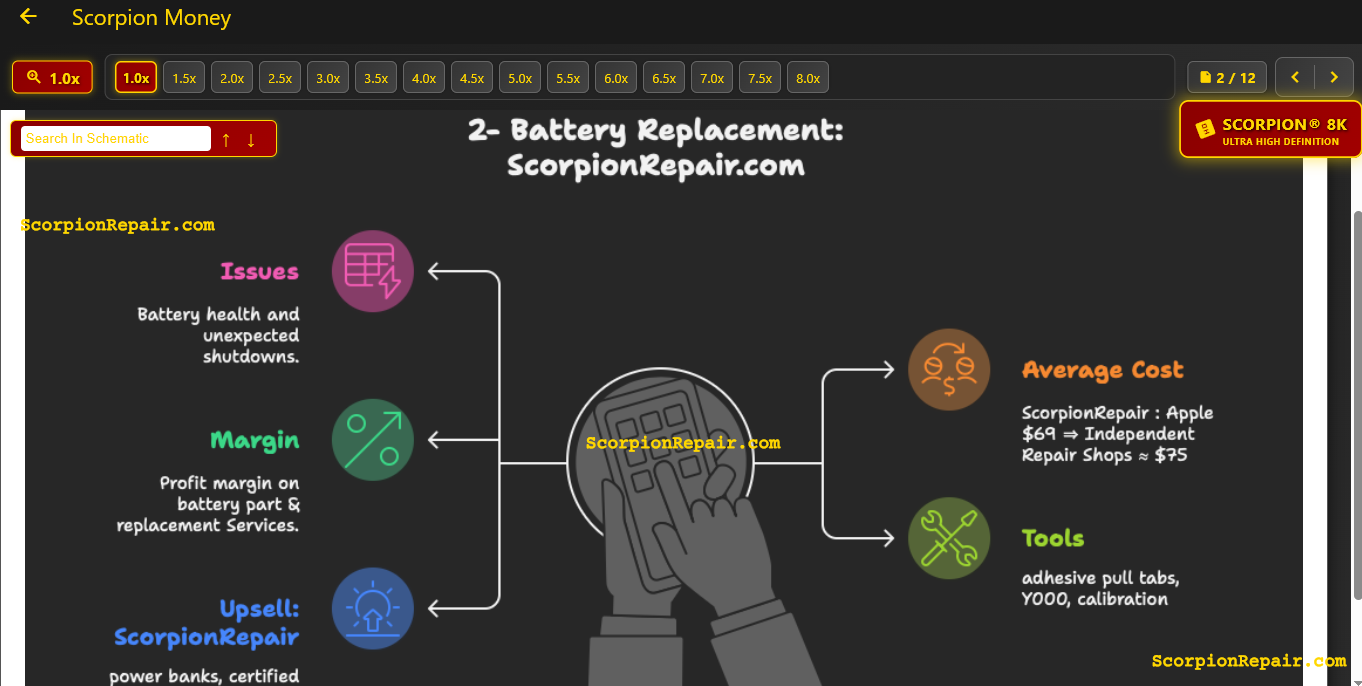 Scorpion Money
1.0x
1.0x 1.5x 2.0x 2.5x 3.0x 3.5x 4.0x 4.5x 5.0x 5.5x 6.0x 6.5x 7.0x 7.5x 8.0x
2 / 12
Search In Schematic ↑ ↓
HD
SCORPION® 8K
ULTRA HIGH DEFINITION
2- Battery Replacement:
ScorpionRepair.com
ScorpionRepair.com
Issues
Battery health and
unexpected
shutdowns.
Margin
Profit margin on
battery part &
replacement Services.
Upsell:
ScorpionRepair
power banks, certified
ScorpionRepair.com
Average Cost
ScorpionRepair : Apple
$69 ⇒ Independent
Repair Shops ≈ $75
Tools
adhesive pull tabs,
Y000, calibration
ScorpionRepair.com